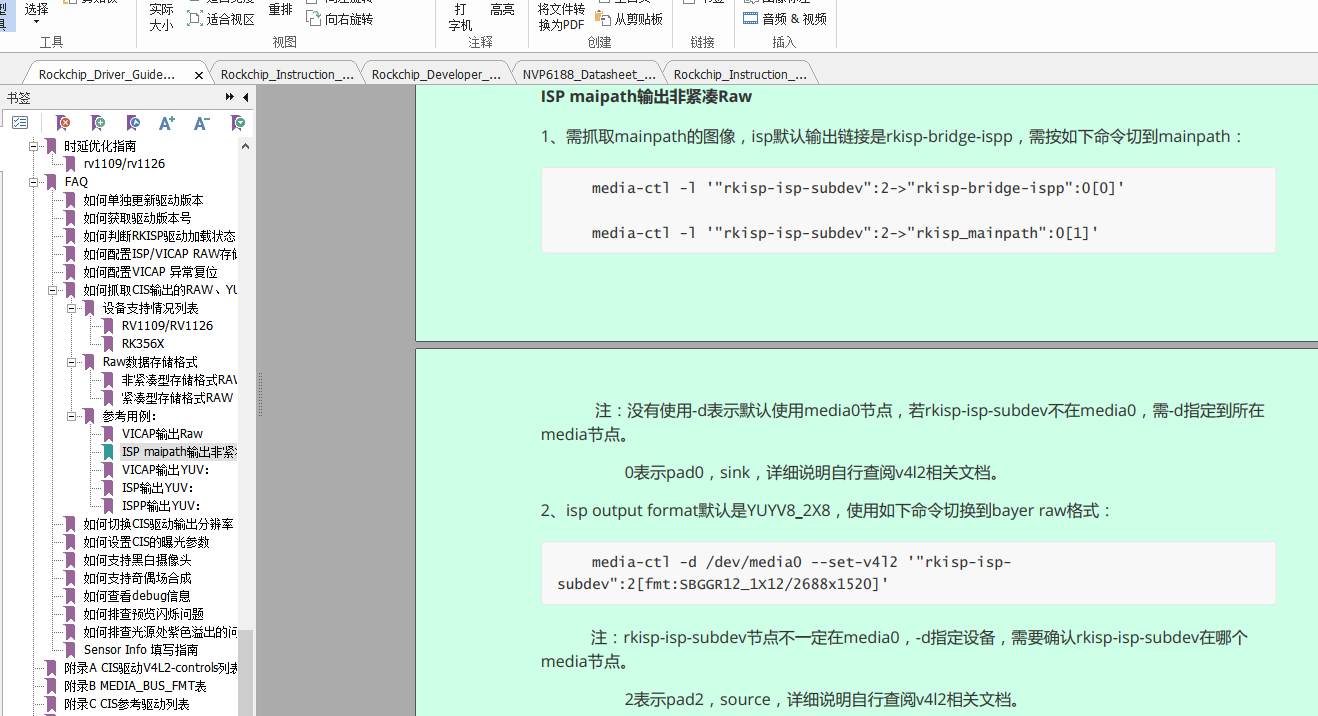 选择
实际
大小
适合视区
重排
向右旋转
打
字机
高亮
将文件转
换为PDF
从剪贴板
音频 & 视频
工具
视图
注释
创建
链接
插入
Rockchip_Driver_Guide...
Rockchip_Instruction_...
Rockchip_Developer_...
NVP6188_Datasheet_...
Rockchip_Instruction_...
书签
时延优化指南
rv1109/rv1126
FAQ
如何单独更新驱动版本
如何获取驱动版本号
如何判断RKISP驱动加载状态
如何配置ISP/VICAP RAW存
如何配置VICAP 异常复位
如何抓取CIS输出的RAW、YU
设备支持情况列表
RV1109/RV1126
RK356X
Raw数据存储格式
非紧凑型存储格式RAW
紧凑型存储格式RAW
参考用例:
VICAP输出Raw
ISP maipath输出非紧
VICAP输出YUV:
ISP输出YUV:
ISPP输出YUV:
如何切换CIS驱动输出分辨率
如何设置CIS的曝光参数
如何支持黑白摄像头
如何支持奇偶场合成
如何查看debug信息
如何排查预览闪烁问题
如何排查光源处紫色溢出的问
Sensor Info 填写指南
附录A CIS驱动V4L2-controls列表
附录B MEDIA_BUS_FMT表
附录C CIS参考驱动列表
ISP maipath输出非紧凑Raw
1、需抓取mainpath的图像，isp默认输出链接是rkisp-bridge-ispp，需按如下命令切到mainpath：
media-ctl -l '"rkisp-isp-subdev":2->"rkisp-bridge-ispp":0[0]'
media-ctl -l '"rkisp-isp-subdev":2->"rkisp_mainpath":0[1]'
注：没有使用-d表示默认使用media0节点，若rkisp-isp-subdev不在media0，需-d指定到所在
media节点。
0表示pad0，sink，详细说明自行查阅v4l2相关文档。
2、isp output format默认是YUYV8_2X8，使用如下命令切换到bayer raw格式：
media-ctl -d /dev/media0 --set-v4l2 '"rkisp-isp-
subdev":2[fmt:SBGGR12_1X12/2688x1520]'
注：rkisp-isp-subdev节点不一定在media0，-d指定设备，需要确认rkisp-isp-subdev在哪个
media节点。
2表示pad2，source，详细说明自行查阅v4l2相关文档。